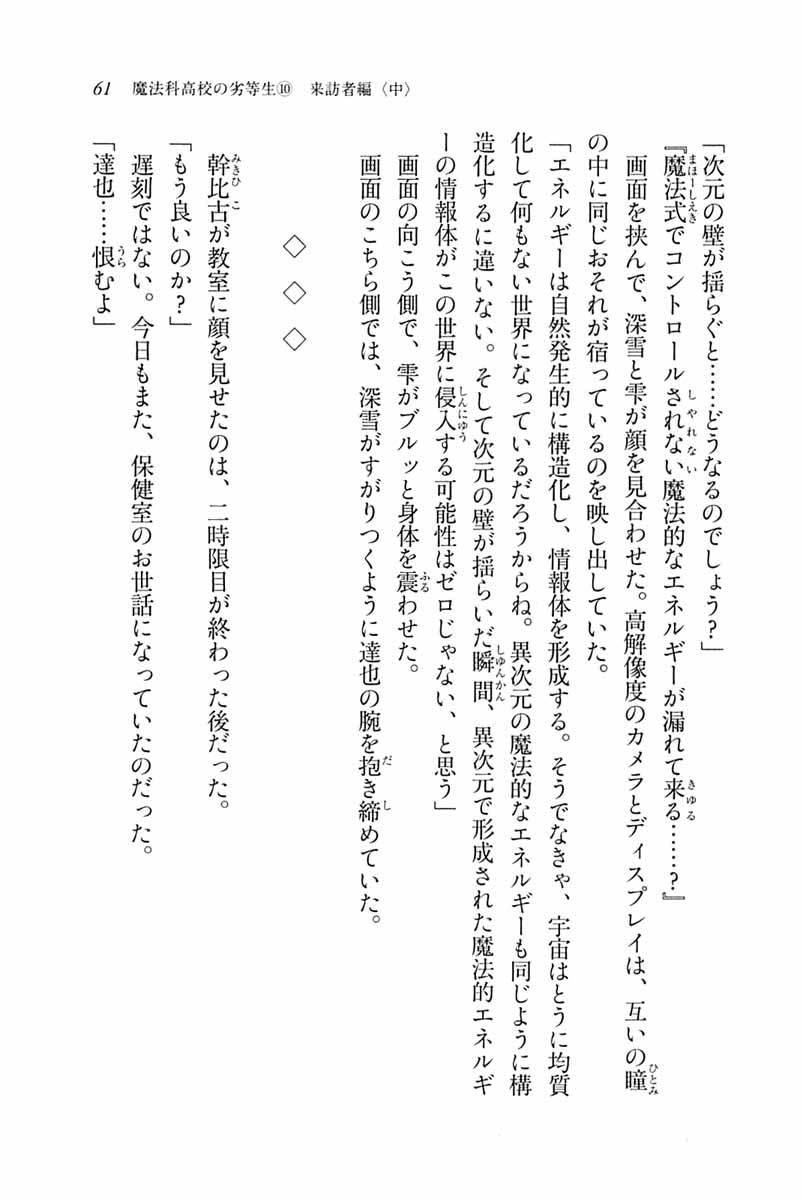 61　魔法科高校の劣等生⑩　来訪者編〈中〉
「次元の壁が揺らぐと……どうなるのでしょう？」
『魔法式でコントロールされない魔法的なエネルギーが漏れて来る……？』
　画面を挟んで、深雪と雫が顔を見合わせた。高解像度のカメラとディスプレイは、互いの瞳
の中に同じおそれが宿っているのを映し出していた。
「エネルギーは自然発生的に構造化し、情報体を形成する。そうでなきゃ、宇宙はとうに均質
化して何もない世界になっているだろうからね。異次元の魔法的なエネルギーも同じように構
造化するに違いない。そして次元の壁が揺らいだ瞬間、異次元で形成された魔法的エネルギ
ーの情報体がこの世界に侵入する可能性はゼロじゃない、と思う」
　画面の向こう側で、雫がブルッと身体を震わせた。
　画面のこちら側では、深雪がすがりつくように達也の腕を抱き締めていた。
◇　◇　◇
　幹比古が教室に顔を見せたのは、二時限目が終わった後だった。
「もう良いのか？」
　遅刻ではない。今日もまた、保健室のお世話になっていたのだった。
「達也……恨むよ」